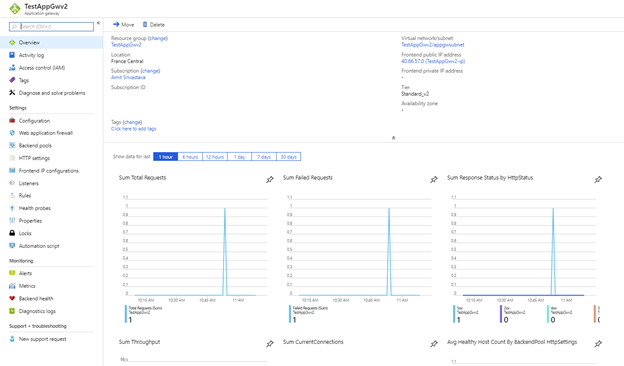 TestAppGwv2
Application gateway
Search (Ctrl+/)
Overview
Activity log
Access control (IAM)
Tags
Diagnose and solve problems
Settings
Configuration
Web application firewall
Backend pools
HTTP settings
Frontend IP configurations
Listeners
Rules
Health probes
Properties
Locks
Automation script
Monitoring
Alerts
Metrics
Backend health
Diagnostics logs
Support + troubleshooting
New support request
Move Delete
Resource group (change)
TestAppGwv2
Location
France Central
Subscription (change)
Amit Srivastava
Subscription ID
Tags (change)
Click here to add tags
Virtual network/subnet
TestAppGwv2/appgwsubnet
Frontend public IP address
40.66.57.0 (TestAppGwv2-ip)
Frontend private IP address
-
Tier
Standard_v2
Availability zone
-
Show data for last 1 hour 6 hours 12 hours 1 day 7 days 30 days
Sum Total Requests
1.1
1
0.9
0.8
0.7
0.6
0.5
0.4
0.3
0.2
0.1
0
10:15 AM 10:30 AM 10:45 AM 11 AM
Total Requests (Sum)
TestAppGwv2
1
Sum Failed Requests
1.1
1
0.9
0.8
0.7
0.6
0.5
0.4
0.3
0.2
0.1
0
10:15 AM 10:30 AM 10:45 AM 11 AM
Failed Requests (Sum)
TestAppGwv2
1
Sum Response Status by HttpStatus
1.1
1
0.9
0.8
0.7
0.6
0.5
0.4
0.3
0.2
0.1
0
10:15 AM 10:30 AM 10:45 AM 11 AM
TestAppGwv2 TestAppGwv2 TestAppGwv2
1 0 0
Sum Throughput
Sum CurrentConnections
Avg Healthy Host Count By BackendPool HttpSettings